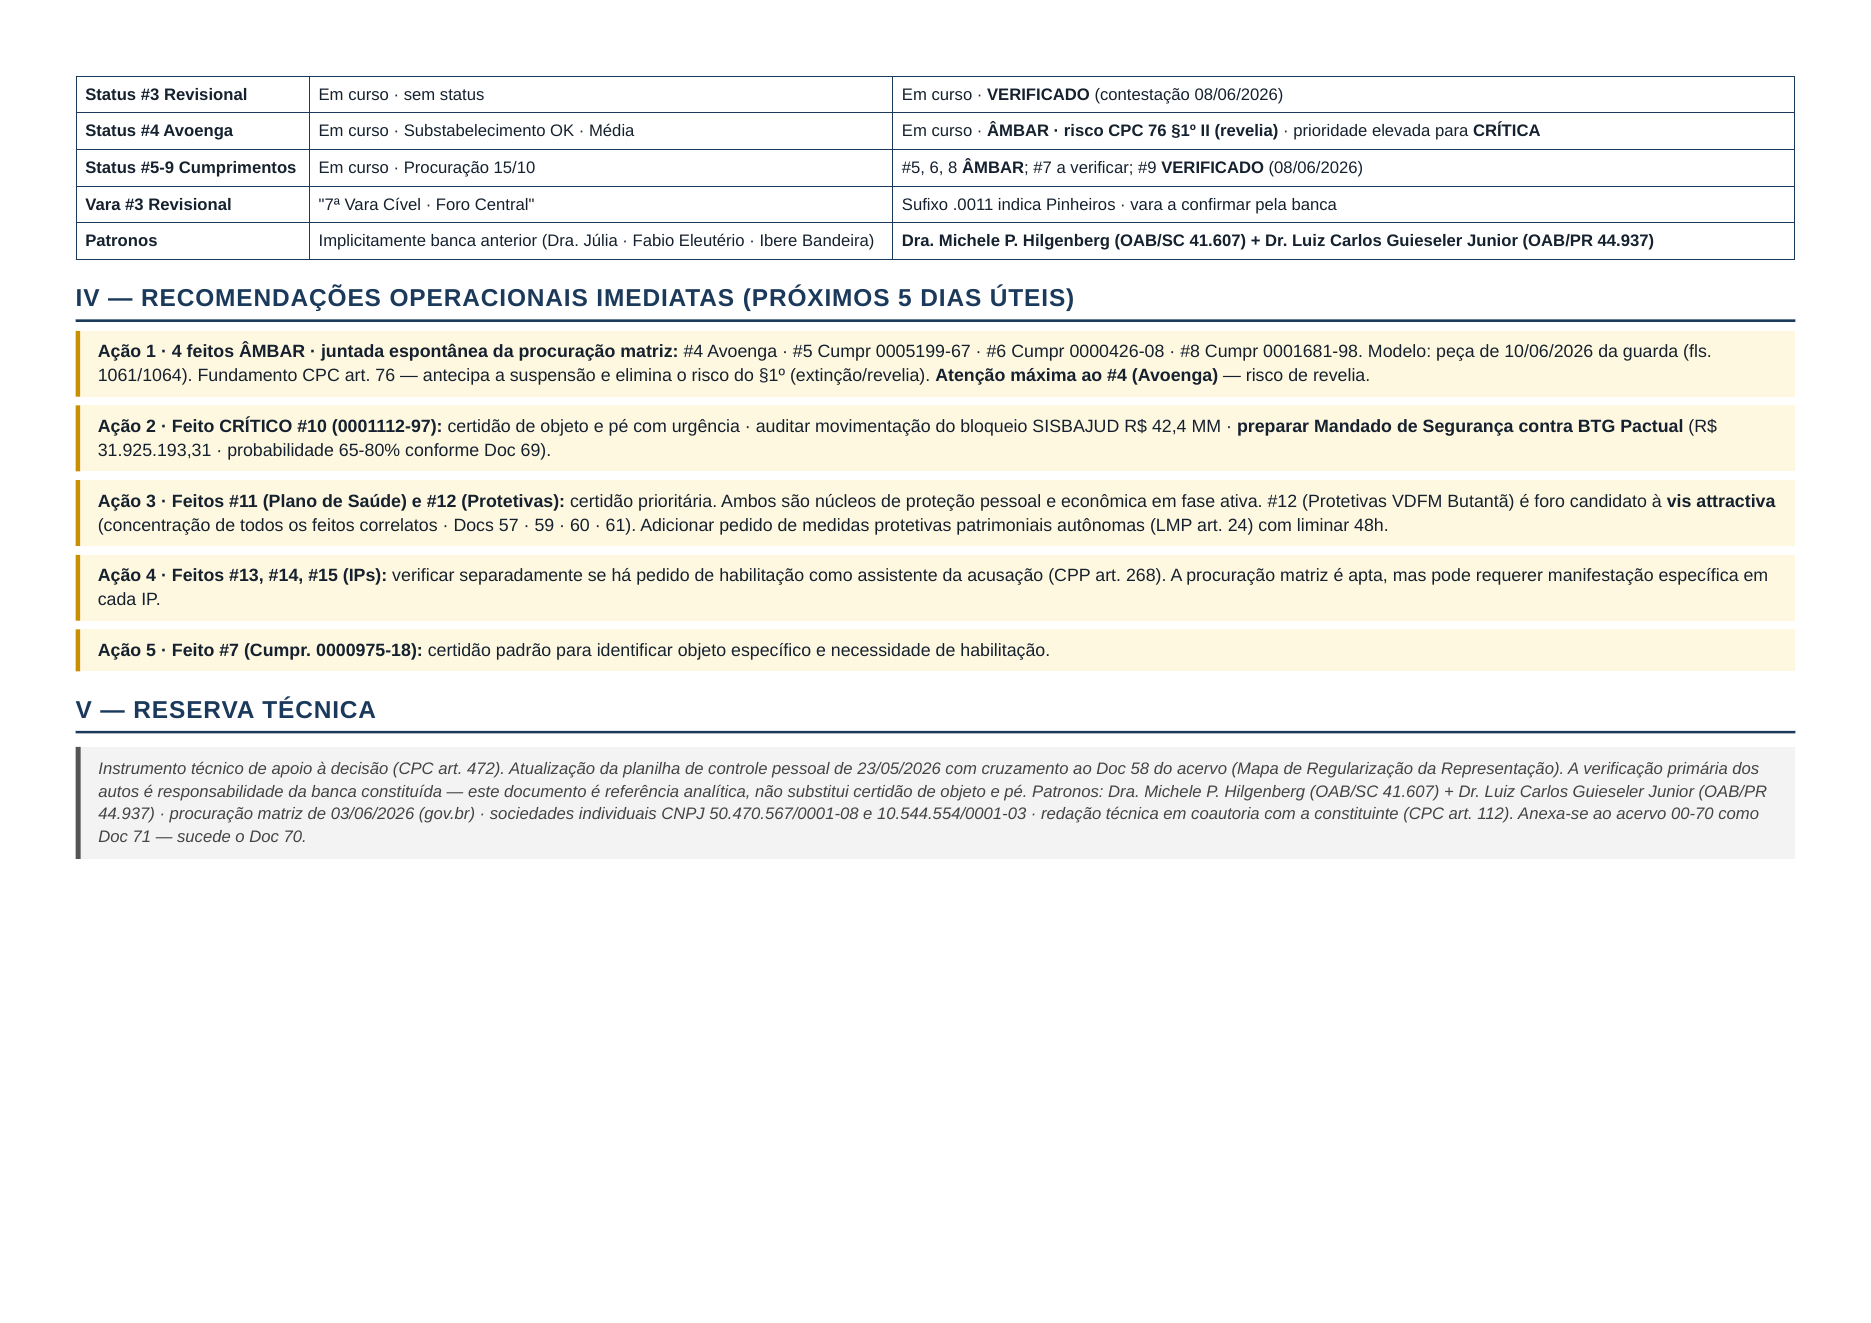 Status #3 Revisional Em curso · sem status Em curso · VERIFICADO (contestação 08/06/2026)
Status #4 Avoenga Em curso · Substabelecimento OK · Média Em curso · ÂMBAR · risco CPC 76 §1º II (revelia) · prioridade elevada para CRÍTICA
Status #5-9 Cumprimentos Em curso · Procuração 15/10 #5, 6, 8 ÂMBAR; #7 a verificar; #9 VERIFICADO (08/06/2026)
Vara #3 Revisional "7ª Vara Cível · Foro Central" Sufixo .0011 indica Pinheiros · vara a confirmar pela banca
Patronos Implicitamente banca anterior (Dra. Júlia · Fabio Eleutério · Ibere Bandeira) Dra. Michele P. Hilgenberg (OAB/SC 41.607) + Dr. Luiz Carlos Guieseler Junior (OAB/PR 44.937)
IV — RECOMENDAÇÕES OPERACIONAIS IMEDIATAS (PRÓXIMOS 5 DIAS ÚTEIS)
Ação 1 · 4 feitos ÂMBAR · juntada espontânea da procuração matriz: #4 Avoenga · #5 Cumpr 0005199-67 · #6 Cumpr 0000426-08 · #8 Cumpr 0001681-98. Modelo: peça de 10/06/2026 da guarda (fls.
1061/1064). Fundamento CPC art. 76 — antecipa a suspensão e elimina o risco do §1º (extinção/revelia). Atenção máxima ao #4 (Avoenga) — risco de revelia.
Ação 2 · Feito CRÍTICO #10 (0001112-97): certidão de objeto e pé com urgência · auditar movimentação do bloqueio SISBAJUD R$ 42,4 MM · preparar Mandado de Segurança contra BTG Pactual (R$
31.925.193,31 · probabilidade 65-80% conforme Doc 69).
Ação 3 · Feitos #11 (Plano de Saúde) e #12 (Protetivas): certidão prioritária. Ambos são núcleos de proteção pessoal e econômica em fase ativa. #12 (Protetivas VDFM Butantã) é foro candidato à vis attractiva
(concentração de todos os feitos correlatos · Docs 57 · 59 · 60 · 61). Adicionar pedido de medidas protetivas patrimoniais autônomas (LMP art. 24) com liminar 48h.
Ação 4 · Feitos #13, #14, #15 (IPs): verificar separadamente se há pedido de habilitação como assistente da acusação (CPP art. 268). A procuração matriz é apta, mas pode requerer manifestação específica em
cada IP.
Ação 5 · Feito #7 (Cumpr. 0000975-18): certidão padrão para identificar objeto específico e necessidade de habilitação.
V — RESERVA TÉCNICA
Instrumento técnico de apoio à decisão (CPC art. 472). Atualização da planilha de controle pessoal de 23/05/2026 com cruzamento ao Doc 58 do acervo (Mapa de Regularização da Representação). A verificação primária dos
autos é responsabilidade da banca constituída — este documento é referência analítica, não substitui certidão de objeto e pé. Patronos: Dra. Michele P. Hilgenberg (OAB/SC 41.607) + Dr. Luiz Carlos Guieseler Junior (OAB/PR
44.937) · procuração matriz de 03/06/2026 (gov.br) · sociedades individuais CNPJ 50.470.567/0001-08 e 10.544.554/0001-03 · redação técnica em coautoria com a constituinte (CPC art. 112). Anexa-se ao acervo 00-70 como
Doc 71 — sucede o Doc 70.